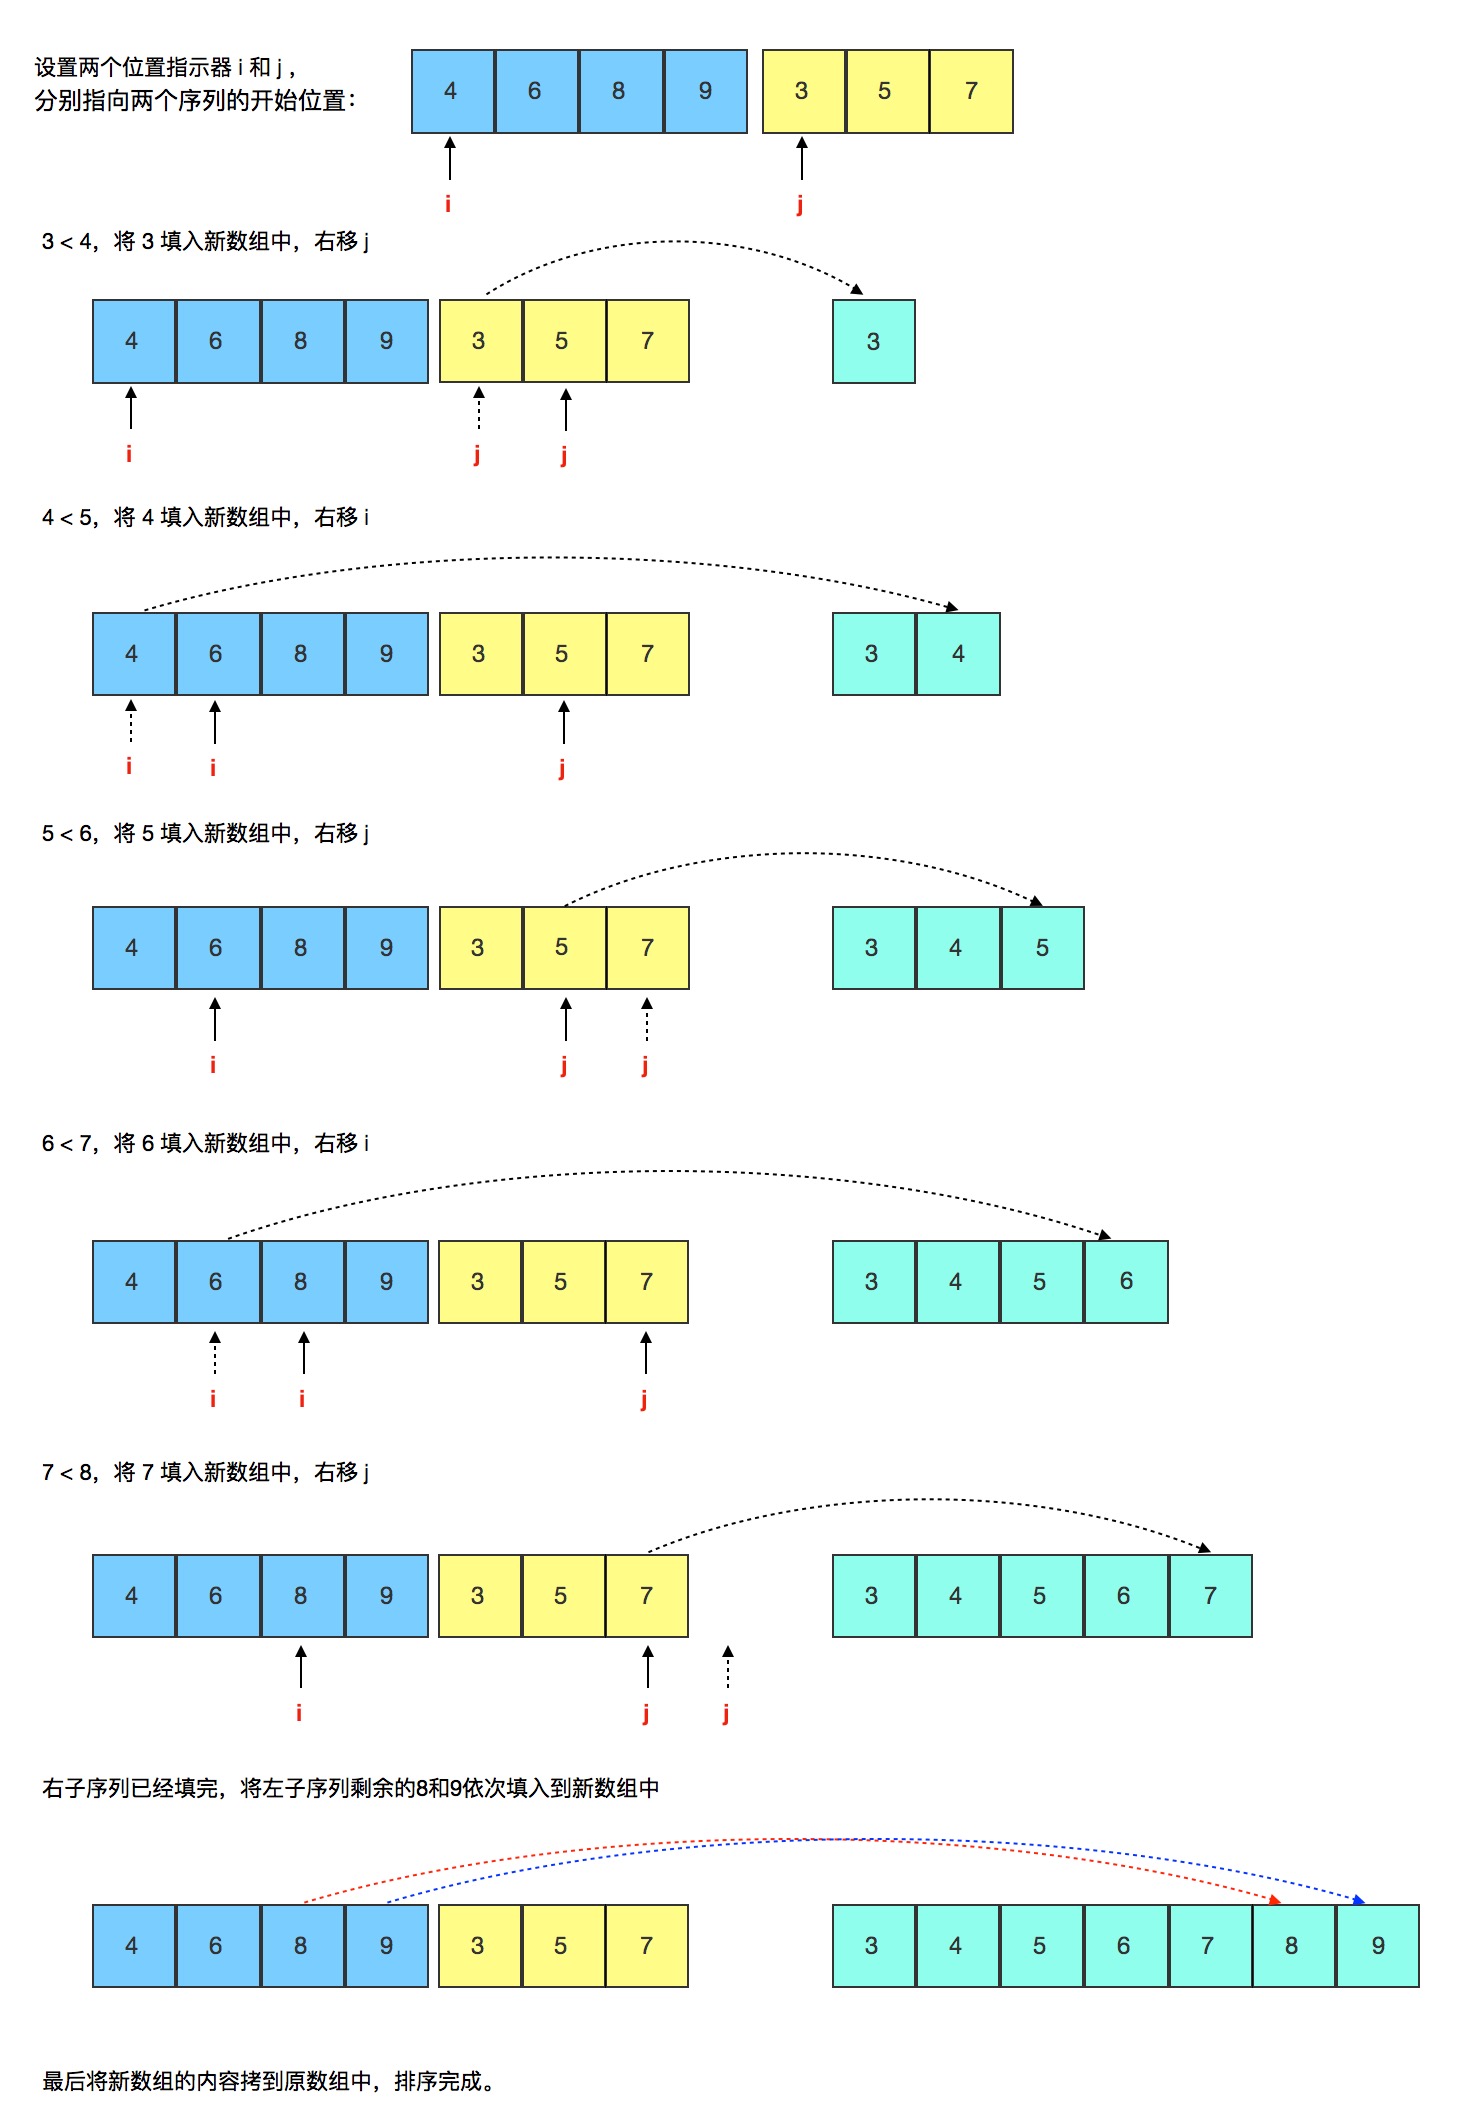 设置两个位置指示器 i 和 j ，
分别指向两个序列的开始位置：
4 6 8 9 3 5 7
i j
3 < 4，将 3 填入新数组中，右移 j
4 6 8 9 3 5 7 3
i j j
4 < 5，将 4 填入新数组中，右移 i
4 6 8 9 3 5 7 3 4
i i j
5 < 6，将 5 填入新数组中，右移 j
4 6 8 9 3 5 7 3 4 5
i j j
6 < 7，将 6 填入新数组中，右移 i
4 6 8 9 3 5 7 3 4 5 6
i i j
7 < 8，将 7 填入新数组中，右移 j
4 6 8 9 3 5 7 3 4 5 6 7
i j j
右子序列已经填完，将左子序列剩余的8和9依次填入到新数组中
4 6 8 9 3 5 7 3 4 5 6 7 8 9
最后将新数组的内容拷到原数组中，排序完成。